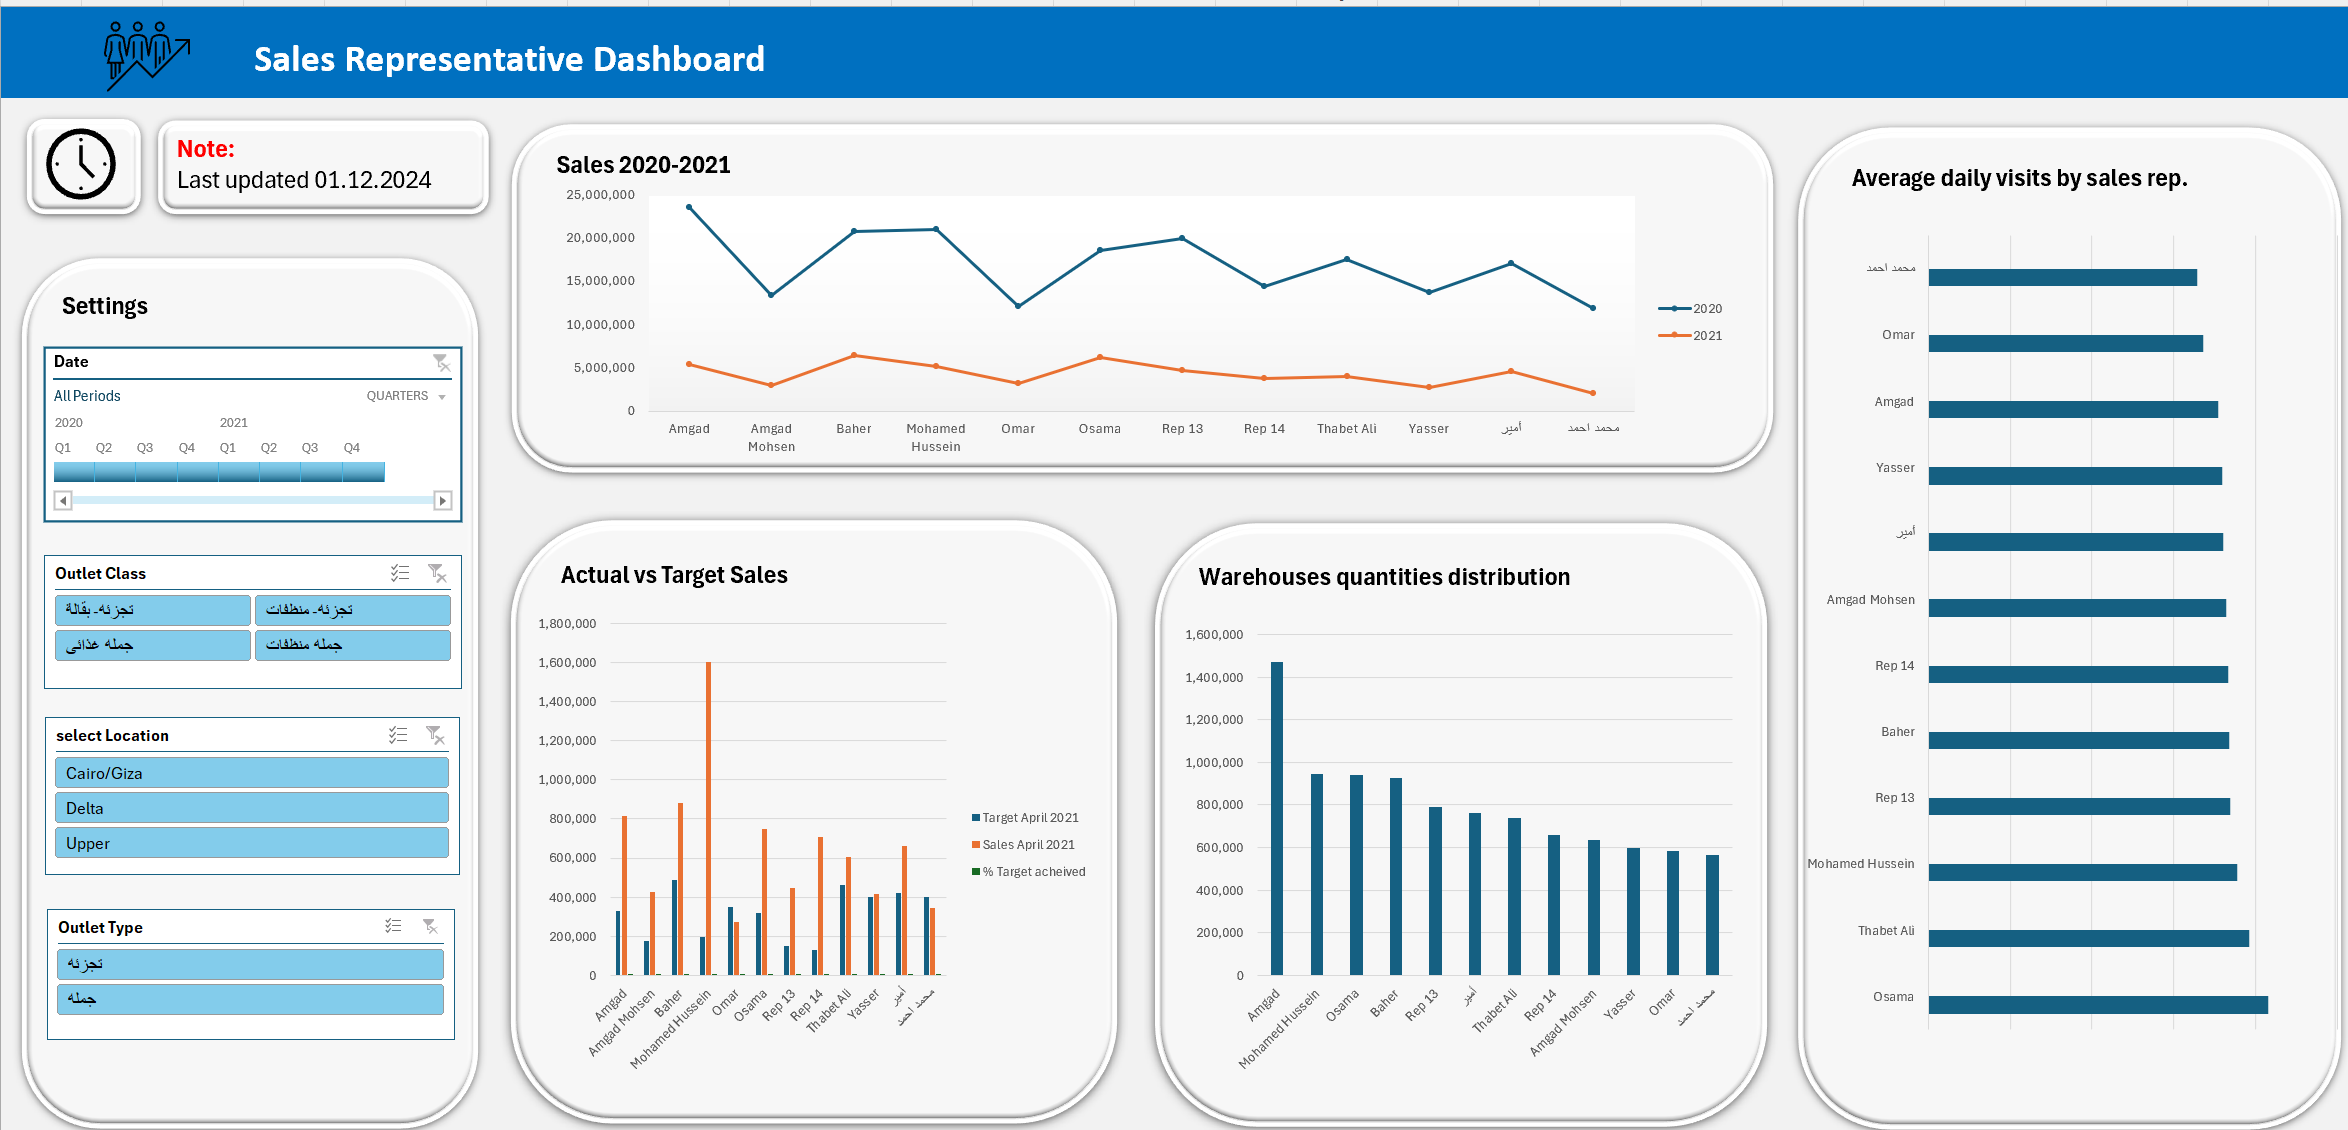 Sales Representative Dashboard
Note:
Last updated 01.12.2024
Settings
Date
All Periods
QUARTERS
2020 2021
Q1 Q2 Q3 Q4 Q1 Q2 Q3 Q4
Outlet Class
تجزئه- بقالة
تجزئه- منظفات
جمله غذائى
جمله منظفات
select Location
Cairo/Giza
Delta
Upper
Outlet Type
تجزئه
جمله
Sales 2020-2021
25,000,000
20,000,000
15,000,000
10,000,000
5,000,000
0
Amgad
Amgad
Mohsen
Baher
Mohamed
Hussein
Omar
Osama
Rep 13
Rep 14
Thabet Ali
Yasser
أمير
محمد احمد
2020
2021
Actual vs Target Sales
1,800,000
1,600,000
1,400,000
1,200,000
1,000,000
800,000
600,000
400,000
200,000
0
Amgad
Amgad Mohsen
Baher
Mohamed Hussein
Omar
Osama
Rep 13
Rep 14
Thabet Ali
Yasser
أمير
محمد احمد
Target April 2021
Sales April 2021
% Target acheived
Warehouses quantities distribution
1,600,000
1,400,000
1,200,000
1,000,000
800,000
600,000
400,000
200,000
0
Amgad
Mohamed Hussein
Osama
Baher
Rep 13
أمير
Thabet Ali
Rep 14
Amgad Mohsen
Yasser
Omar
محمد احمد
Average daily visits by sales rep.
محمد احمد
Omar
Amgad
Yasser
أمير
Amgad Mohsen
Rep 14
Baher
Rep 13
Mohamed Hussein
Thabet Ali
Osama